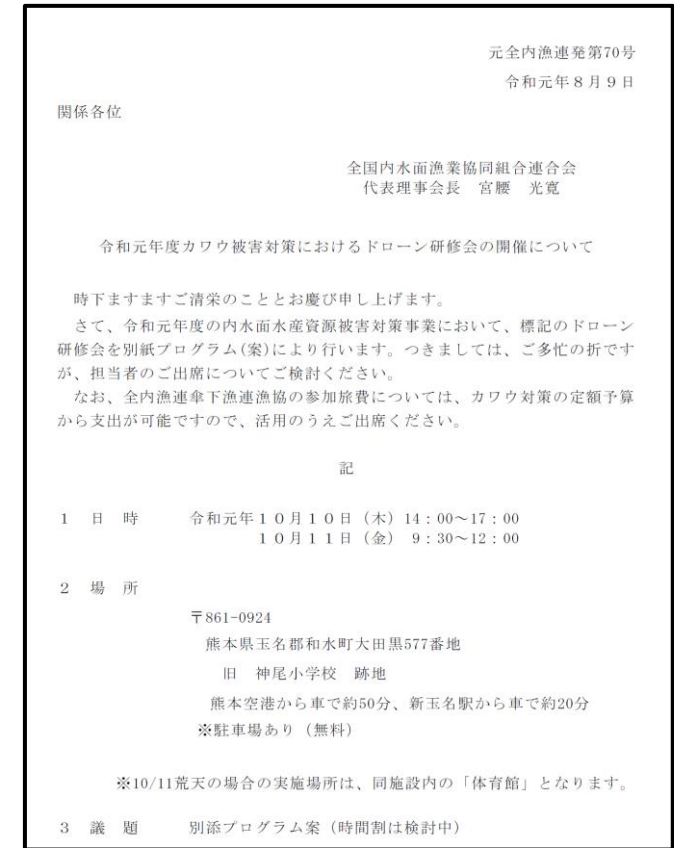 元全内漁連発第70号
令和元年８月９日
関係各位
全国内水面漁業協同組合連合会
代表理事会長　宮腰　光寛
令和元年度カワウ被害対策におけるドローン研修会の開催について
時下ますますご清栄のこととお慶び申し上げます。
さて、令和元年度の内水面水産資源被害対策事業において、標記のドローン
研修会を別紙プログラム(案)により行います。つきましては、ご多忙の折です
が、担当者のご出席についてご検討ください。
なお、全内漁連傘下漁連漁協の参加旅費については、カワウ対策の定額予算
から支出が可能ですので、活用のうえご出席ください。
記
１　日　時　　令和元年１０月１０日（木）14：00～17：00
１０月１１日（金）　9：30～12：00
２　場　所
〒861-0924
熊本県玉名郡和水町大田黒577番地
旧　神尾小学校　跡地
熊本空港から車で約50分、新玉名駅から車で約20分
※駐車場あり（無料）
※10/11荒天の場合の実施場所は、同施設内の「体育館」となります。
３　議　題　　別添プログラム案（時間割は検討中）